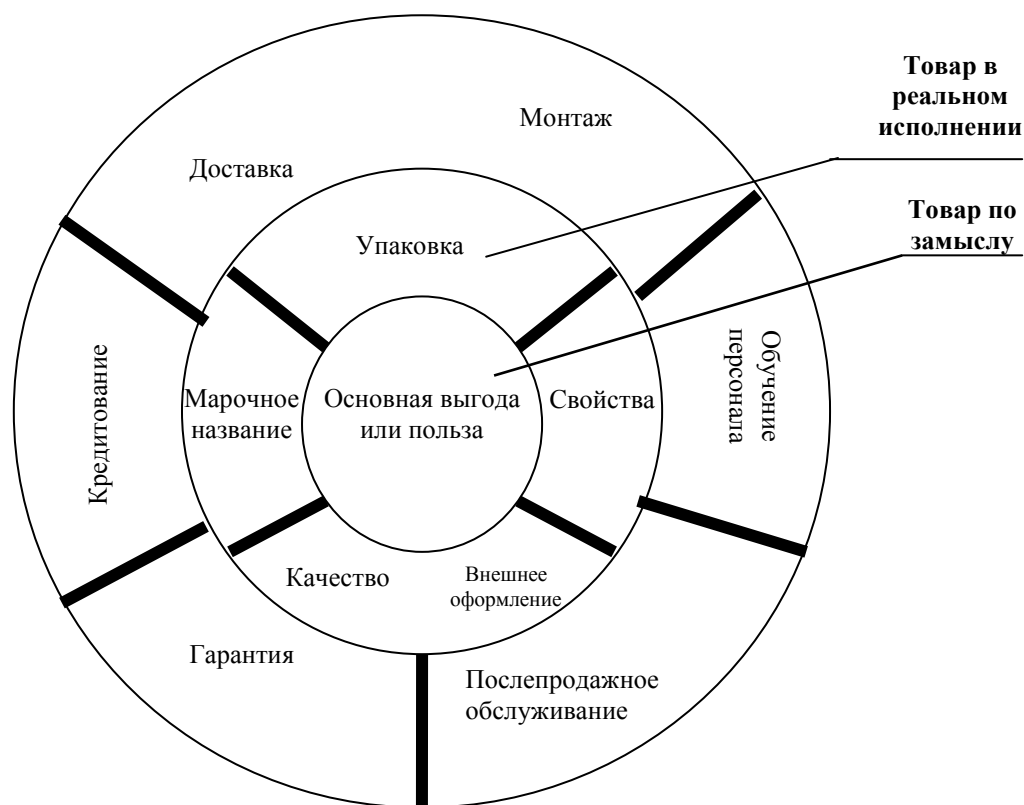 Товар в
реальном
исполнении
Монтаж
Доставка
Товар по
замыслу
Упаковка
Обучение
персонала
Кредитование
Марочное
название
Основная выгода
или польза
Свойства
Качество
Внешнее
оформление
Гарантия
Послепродажное
обслуживание